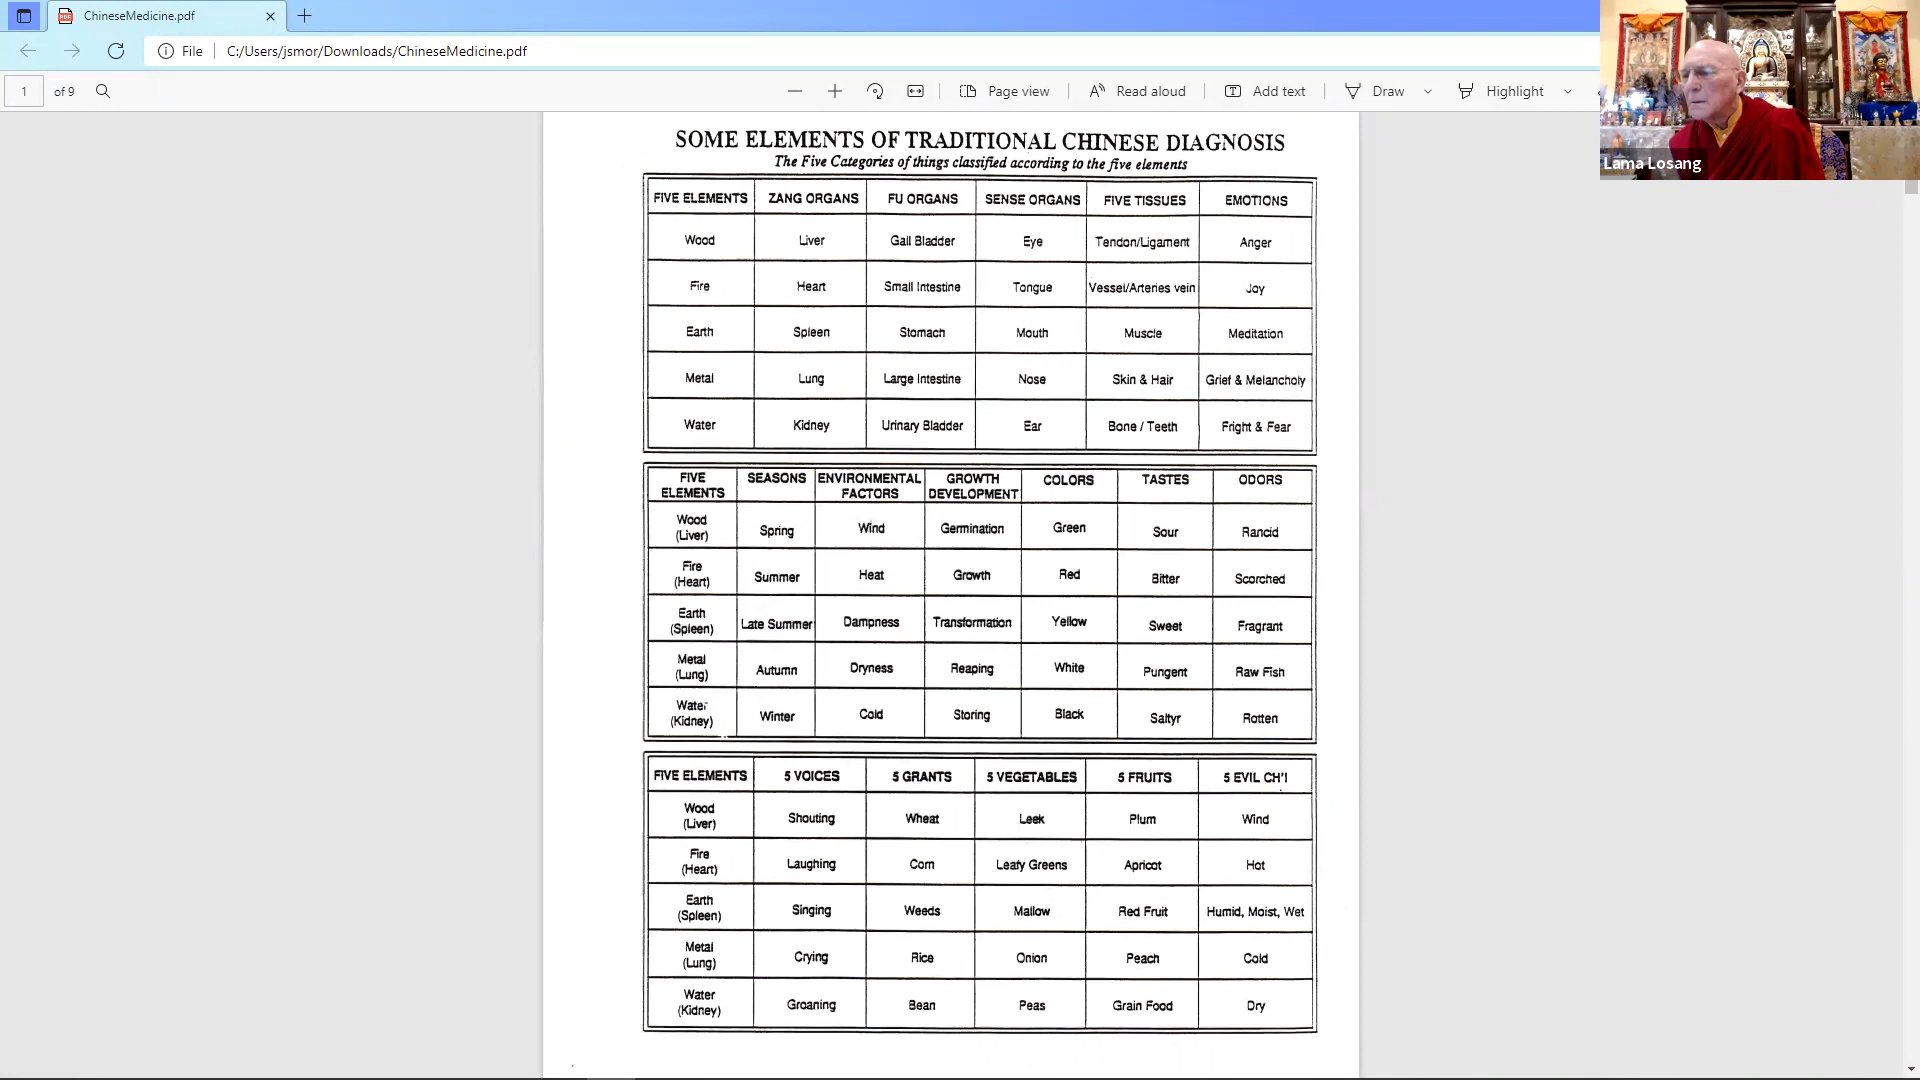 ChineseMedicine.pdf
File C:/Users/jsmor/Downloads/ChineseMedicine.pdf
1 of 9 Page view Read aloud Add text Draw Highlight
Lama Losang
SOME ELEMENTS OF TRADITIONAL CHINESE DIAGNOSIS
The Five Categories of things classified according to the five elements
FIVE ELEMENTS ZANG ORGANS FU ORGANS SENSE ORGANS FIVE TISSUES EMOTIONS
Wood Liver Gall Bladder Eye Tendon/Ligament Anger
Fire Heart Small Intestine Tongue Vessel/Arteries vein Joy
Earth Spleen Stomach Mouth Muscle Meditation
Metal Lung Large Intestine Nose Skin & Hair Grief & Melancholy
Water Kidney Urinary Bladder Ear Bone / Teeth Fright & Fear
FIVE ELEMENTS SEASONS ENVIRONMENTAL FACTORS GROWTH DEVELOPMENT COLORS TASTES ODORS
Wood (Liver) Spring Wind Germination Green Sour Rancid
Fire (Heart) Summer Heat Growth Red Bitter Scorched
Earth (Spleen) Late Summer Dampness Transformation Yellow Sweet Fragrant
Metal (Lung) Autumn Dryness Reaping White Pungent Raw Fish
Water (Kidney) Winter Cold Storing Black Saltyr Rotten
FIVE ELEMENTS 5 VOICES 5 GRANTS 5 VEGETABLES 5 FRUITS 5 EVIL CH'I
Wood (Liver) Shouting Wheat Leek Plum Wind
Fire (Heart) Laughing Corn Leafy Greens Apricot Hot
Earth (Spleen) Singing Weeds Mallow Red Fruit Humid, Moist, Wet
Metal (Lung) Crying Rice Onion Peach Cold
Water (Kidney) Groaning Bean Peas Grain Food Dry